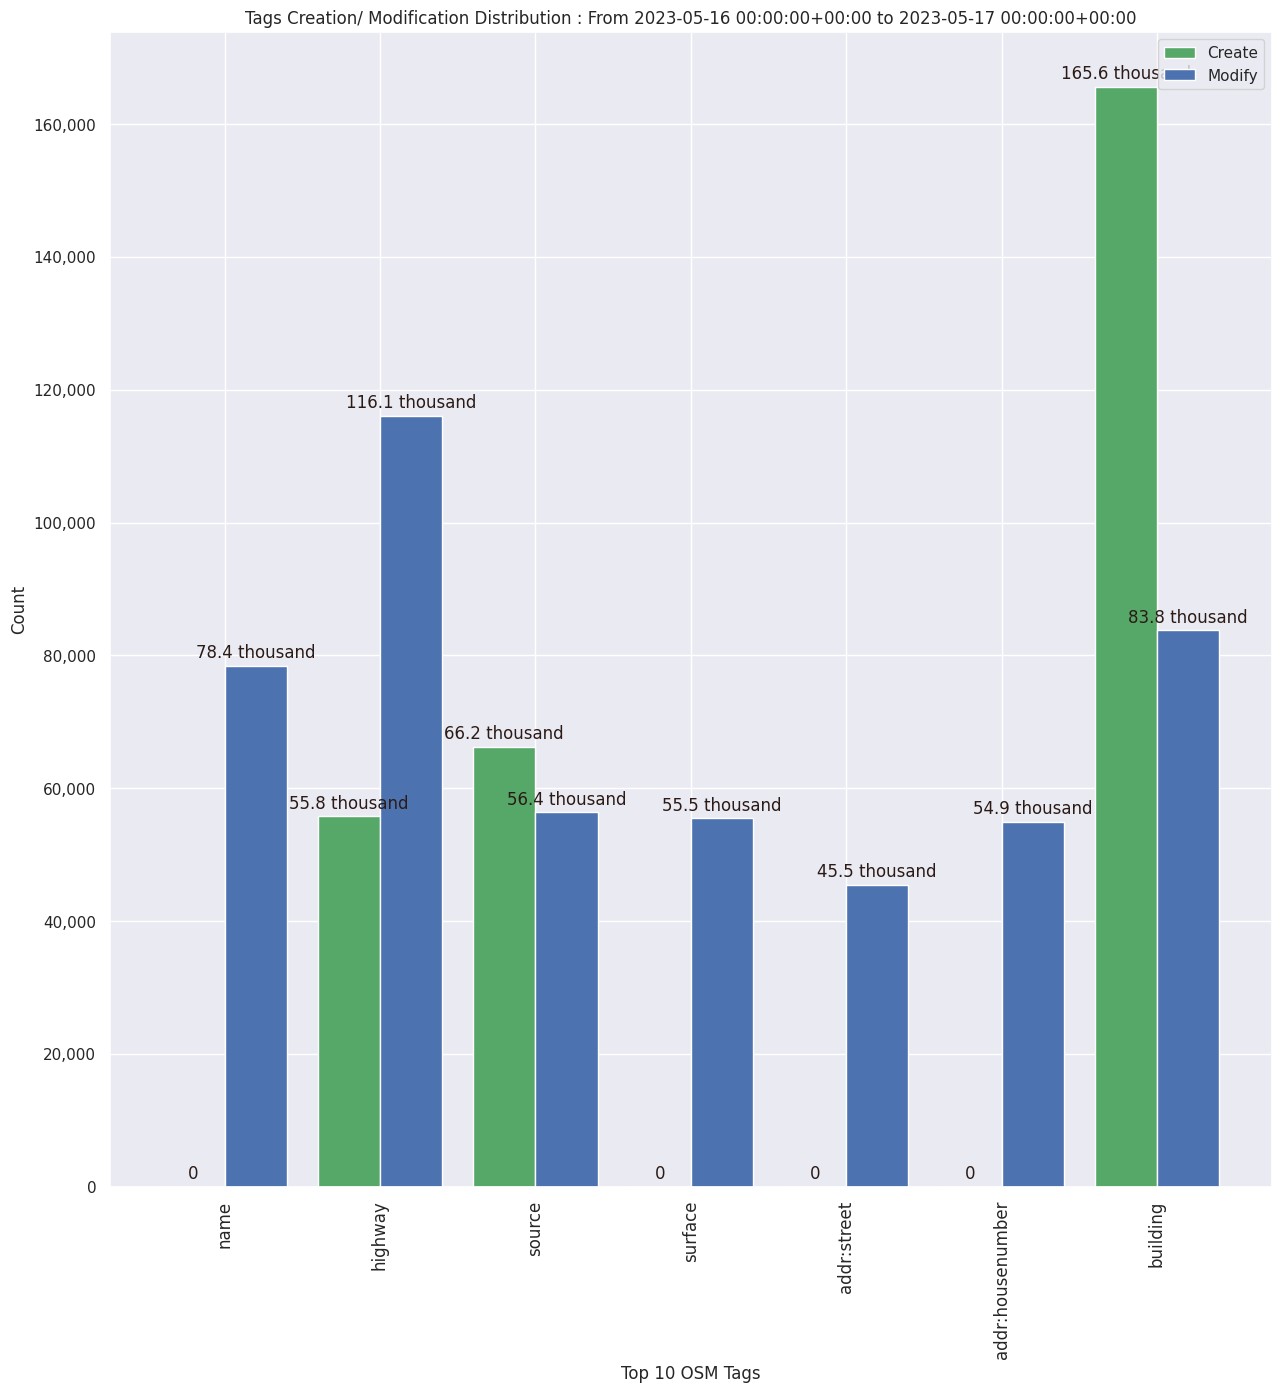 Tags Creation/ Modification Distribution : From 2023-05-16 00:00:00+00:00 to 2023-05-17 00:00:00+00:00
Create
Modify
165.6 thousand
160,000
140,000
120,000
116.1 thousand
100,000
Count
83.8 thousand
80,000
78.4 thousand
66.2 thousand
60,000
55.8 thousand
56.4 thousand
55.5 thousand
54.9 thousand
45.5 thousand
40,000
20,000
0
0
0
0
0
name
highway
source
surface
addr:street
addr:housenumber
building
Top 10 OSM Tags